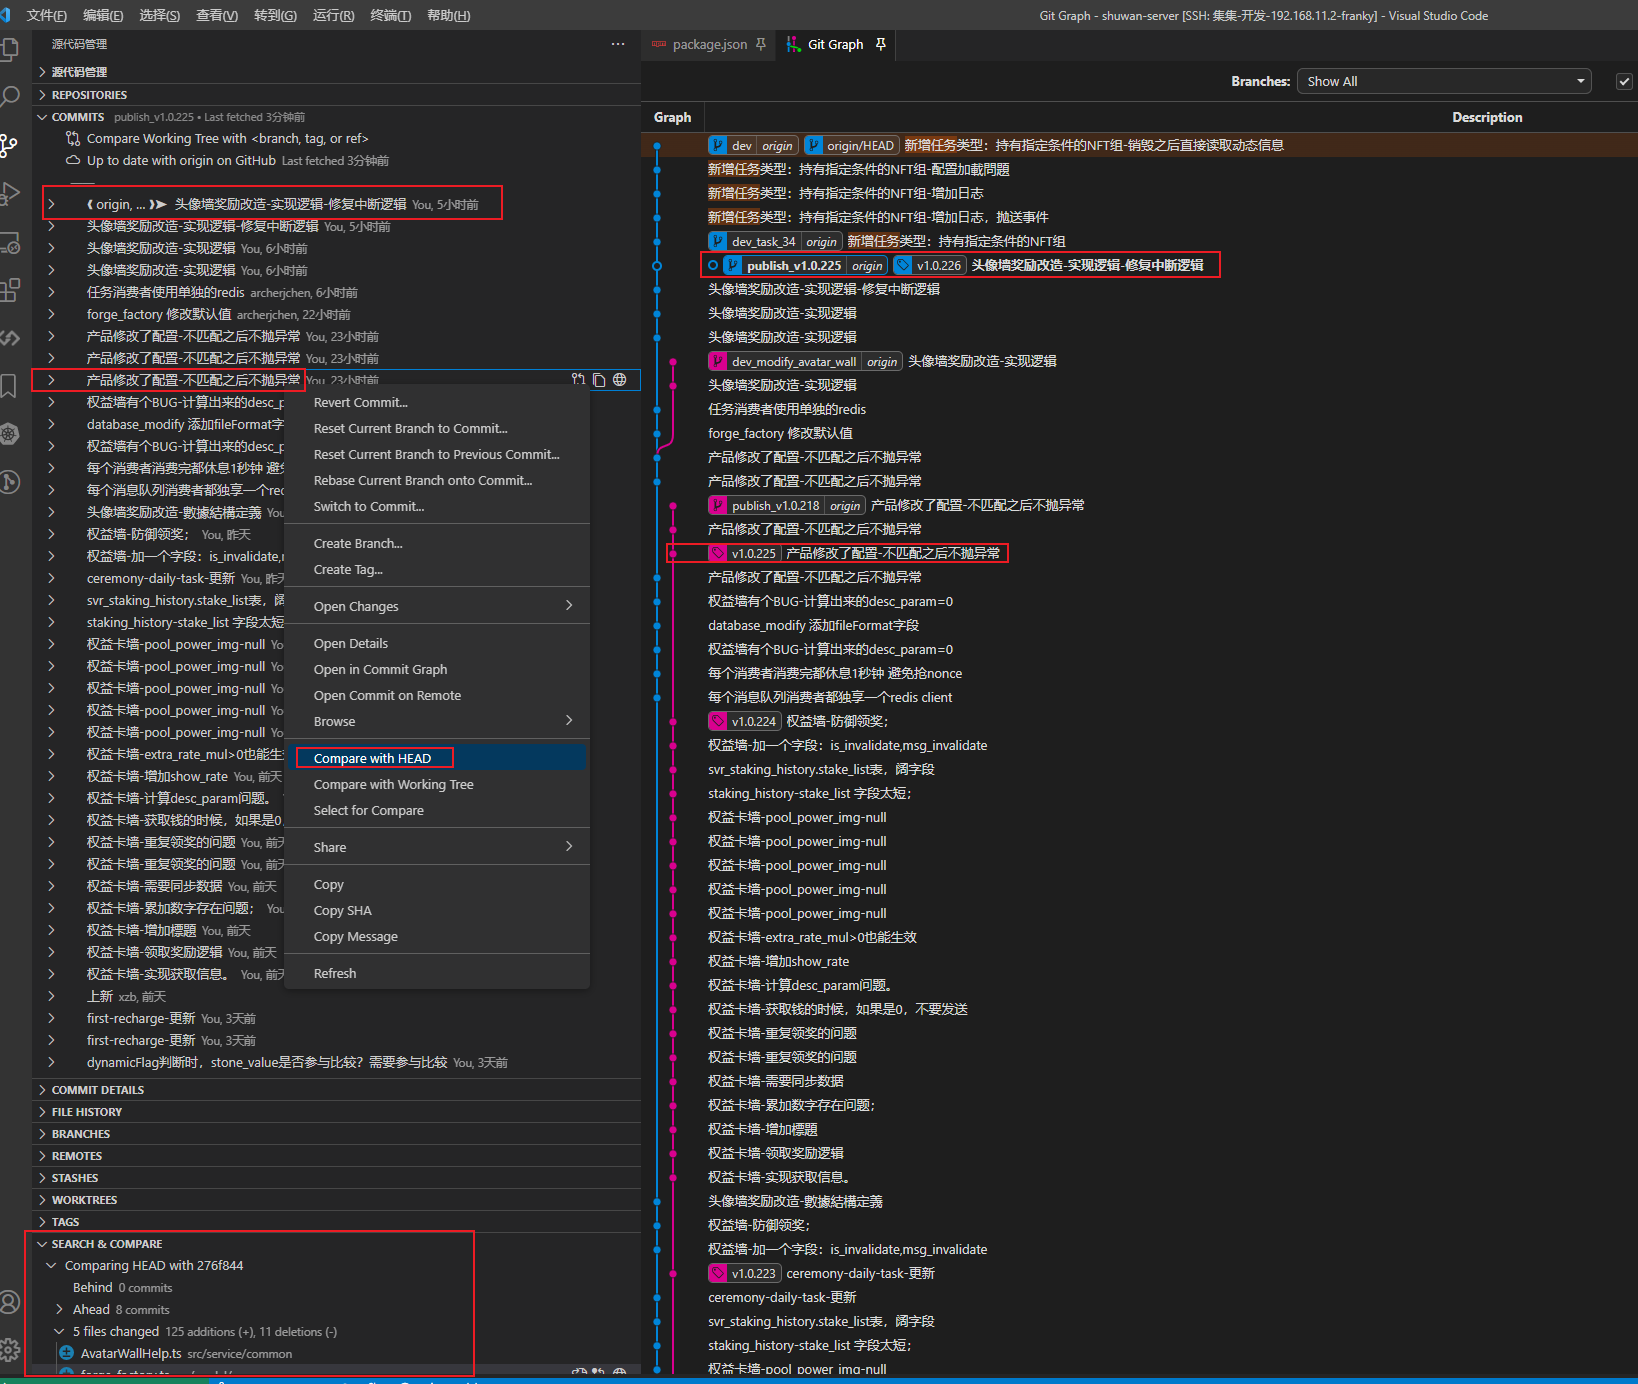 文件(F) 编辑(E) 选择(S) 查看(V) 转到(G) 运行(R) 终端(T) 帮助(H) Git Graph - shuwan-server [SSH: 集集-开发-192.168.11.2-franky] - Visual Studio Code
源代码管理
源代码管理
REPOSITORIES
COMMITS publish_v1.0.225 • Last fetched 3分钟前
Compare Working Tree with <branch, tag, or ref>
Up to date with origin on GitHub Last fetched 3分钟前
origin, ... 头像墙奖励改造-实现逻辑-修复中断逻辑 You, 5小时前
头像墙奖励改造-实现逻辑-修复中断逻辑 You, 5小时前
头像墙奖励改造-实现逻辑 You, 6小时前
头像墙奖励改造-实现逻辑 You, 6小时前
任务消费者使用单独的redis archerjchen, 6小时前
forge_factory 修改默认值 archerjchen, 22小时前
产品修改了配置-不匹配之后不抛异常 You, 23小时前
产品修改了配置-不匹配之后不抛异常 You, 23小时前
产品修改了配置-不匹配之后不抛异常 You, 23小时前
权益墙有个BUG-计算出来的desc_p
database_modify 添加fileFormat字
权益墙有个BUG-计算出来的desc_p
每个消费者消费完都休息1秒钟 避免
每个消息队列消费者都独享一个red
头像墙奖励改造-數據結構定義 You
权益墙-防御领奖； You, 昨天
权益墙-加一个字段：is_invalidate,m
ceremony-daily-task-更新 You, 昨天
svr_staking_history.stake_list表，阔
staking_history-stake_list 字段太短
权益卡墙-pool_power_img-null Yo
权益卡墙-pool_power_img-null Yo
权益卡墙-pool_power_img-null Yo
权益卡墙-pool_power_img-null Yo
权益卡墙-pool_power_img-null Yo
权益卡墙-extra_rate_mul>0也能生
权益卡墙-增加show_rate You, 前天
权益卡墙-计算desc_param问题。
权益卡墙-获取钱的时候，如果是0
权益卡墙-重复领奖的问题 You, 前天
权益卡墙-重复领奖的问题 You, 前天
权益卡墙-需要同步数据 You, 前天
权益卡墙-累加数字存在问题； You
权益卡墙-增加標題 You, 前天
权益卡墙-领取奖励逻辑 You, 前天
权益卡墙-实现获取信息。 You, 前天
上新 xzb, 前天
first-recharge-更新 You, 3天前
first-recharge-更新 You, 3天前
dynamicFlag判断时，stone_value是否参与比较？需要参与比较 You, 3天前
COMMIT DETAILS
FILE HISTORY
BRANCHES
REMOTES
STASHES
WORKTREES
TAGS
SEARCH & COMPARE
Comparing HEAD with 276f844
Behind 0 commits
Ahead 8 commits
5 files changed 125 additions (+), 11 deletions (-)
AvatarWallHelp.ts src/service/common
Revert Commit...
Reset Current Branch to Commit...
Reset Current Branch to Previous Commit...
Rebase Current Branch onto Commit...
Switch to Commit...
Create Branch...
Create Tag...
Open Changes
Open Details
Open in Commit Graph
Open Commit on Remote
Browse
Compare with HEAD
Compare with Working Tree
Select for Compare
Share
Copy
Copy SHA
Copy Message
Refresh
package.json Git Graph
Branches: Show All
Graph Description
dev origin origin/HEAD 新增任务类型：持有指定条件的NFT组-销毁之后直接读取动态信息
新增任务类型：持有指定条件的NFT组-配置加載問題
新增任务类型：持有指定条件的NFT组-增加日志
新增任务类型：持有指定条件的NFT组-增加日志，抛送事件
dev_task_34 origin 新增任务类型：持有指定条件的NFT组
publish_v1.0.225 origin v1.0.226 头像墙奖励改造-实现逻辑-修复中断逻辑
头像墙奖励改造-实现逻辑-修复中断逻辑
头像墙奖励改造-实现逻辑
头像墙奖励改造-实现逻辑
dev_modify_avatar_wall origin 头像墙奖励改造-实现逻辑
头像墙奖励改造-实现逻辑
任务消费者使用单独的redis
forge_factory 修改默认值
产品修改了配置-不匹配之后不抛异常
产品修改了配置-不匹配之后不抛异常
publish_v1.0.218 origin 产品修改了配置-不匹配之后不抛异常
产品修改了配置-不匹配之后不抛异常
v1.0.225 产品修改了配置-不匹配之后不抛异常
产品修改了配置-不匹配之后不抛异常
权益墙有个BUG-计算出来的desc_param=0
database_modify 添加fileFormat字段
权益墙有个BUG-计算出来的desc_param=0
每个消费者消费完都休息1秒钟 避免抢nonce
每个消息队列消费者都独享一个redis client
v1.0.224 权益墙-防御领奖；
权益墙-加一个字段：is_invalidate,msg_invalidate
svr_staking_history.stake_list表，阔字段
staking_history-stake_list 字段太短；
权益卡墙-pool_power_img-null
权益卡墙-pool_power_img-null
权益卡墙-pool_power_img-null
权益卡墙-pool_power_img-null
权益卡墙-pool_power_img-null
权益卡墙-extra_rate_mul>0也能生效
权益卡墙-增加show_rate
权益卡墙-计算desc_param问题。
权益卡墙-获取钱的时候，如果是0，不要发送
权益卡墙-重复领奖的问题
权益卡墙-重复领奖的问题
权益卡墙-需要同步数据
权益卡墙-累加数字存在问题；
权益卡墙-增加標題
权益卡墙-领取奖励逻辑
权益卡墙-实现获取信息。
头像墙奖励改造-數據結構定義
权益墙-防御领奖；
权益墙-加一个字段：is_invalidate,msg_invalidate
v1.0.223 ceremony-daily-task-更新
ceremony-daily-task-更新
svr_staking_history.stake_list表，阔字段
staking_history-stake_list 字段太短；
权益卡墙-pool_power_img-null